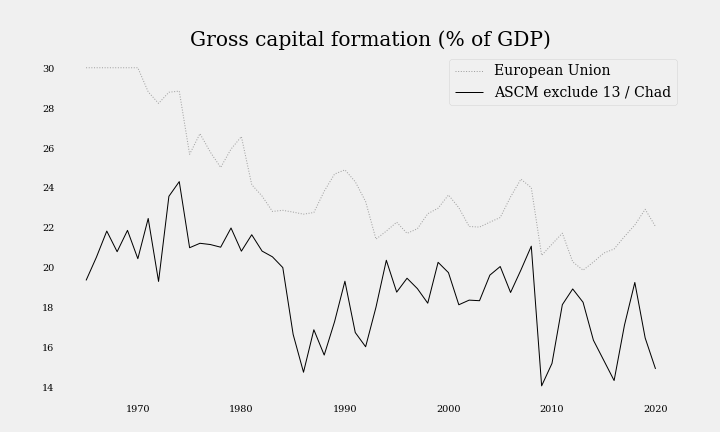 Gross capital formation (% of GDP)
European Union
ASCM exclude 13 / Chad
30
28
26
24
22
20
18
16
14
1970 1980 1990 2000 2010 2020